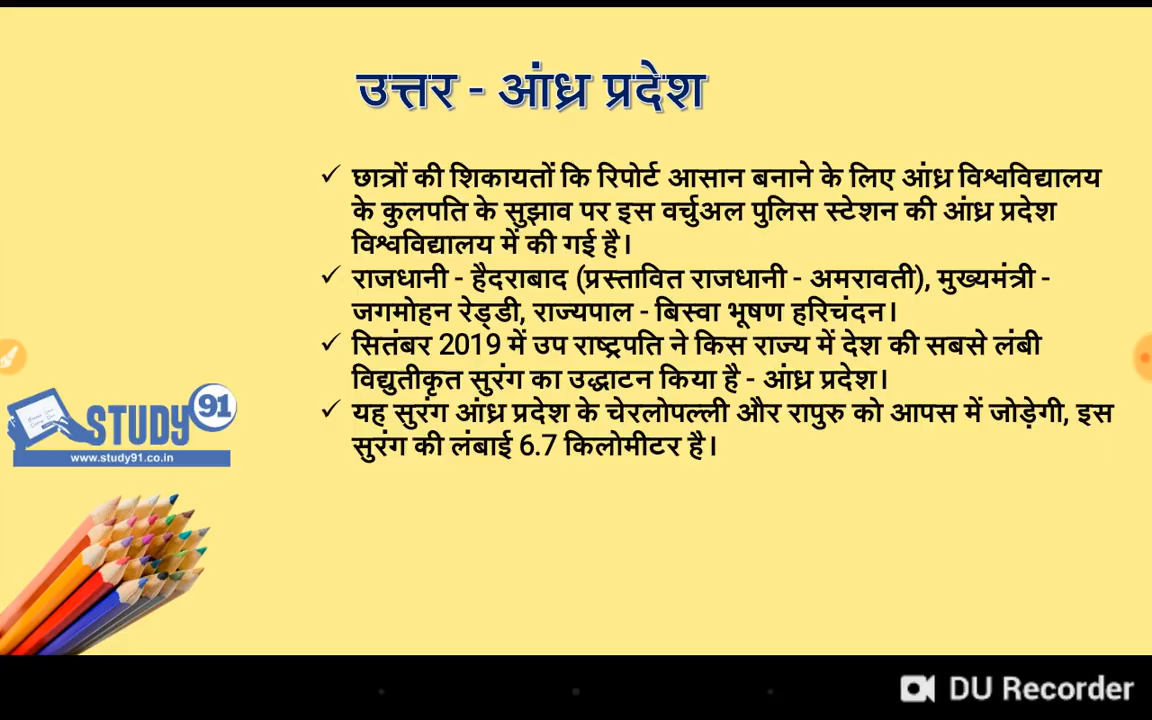 उत्तर - आंध्र प्रदेश
✓ छात्रों की शिकायतों कि रिपोर्ट आसान बनाने के लिए आंध्र विश्वविद्यालय
के कुलपति के सुझाव पर इस वर्चुअल पुलिस स्टेशन की आंध्र प्रदेश
विश्वविद्यालय में की गई है।
✓ राजधानी - हैदराबाद (प्रस्तावित राजधानी - अमरावती), मुख्यमंत्री -
जगमोहन रेड्डी, राज्यपाल - बिस्वा भूषण हरिचंदन।
✓ सितंबर 2019 में उप राष्ट्रपति ने किस राज्य में देश की सबसे लंबी
विद्युतीकृत सुरंग का उद्घाटन किया है - आंध्र प्रदेश।
✓ यह सुरंग आंध्र प्रदेश के चेरलोपल्ली और रापुरु को आपस में जोड़ेगी, इस
सुरंग की लंबाई 6.7 किलोमीटर है।
STUDY 91
www.study91.co.in
DU Recorder